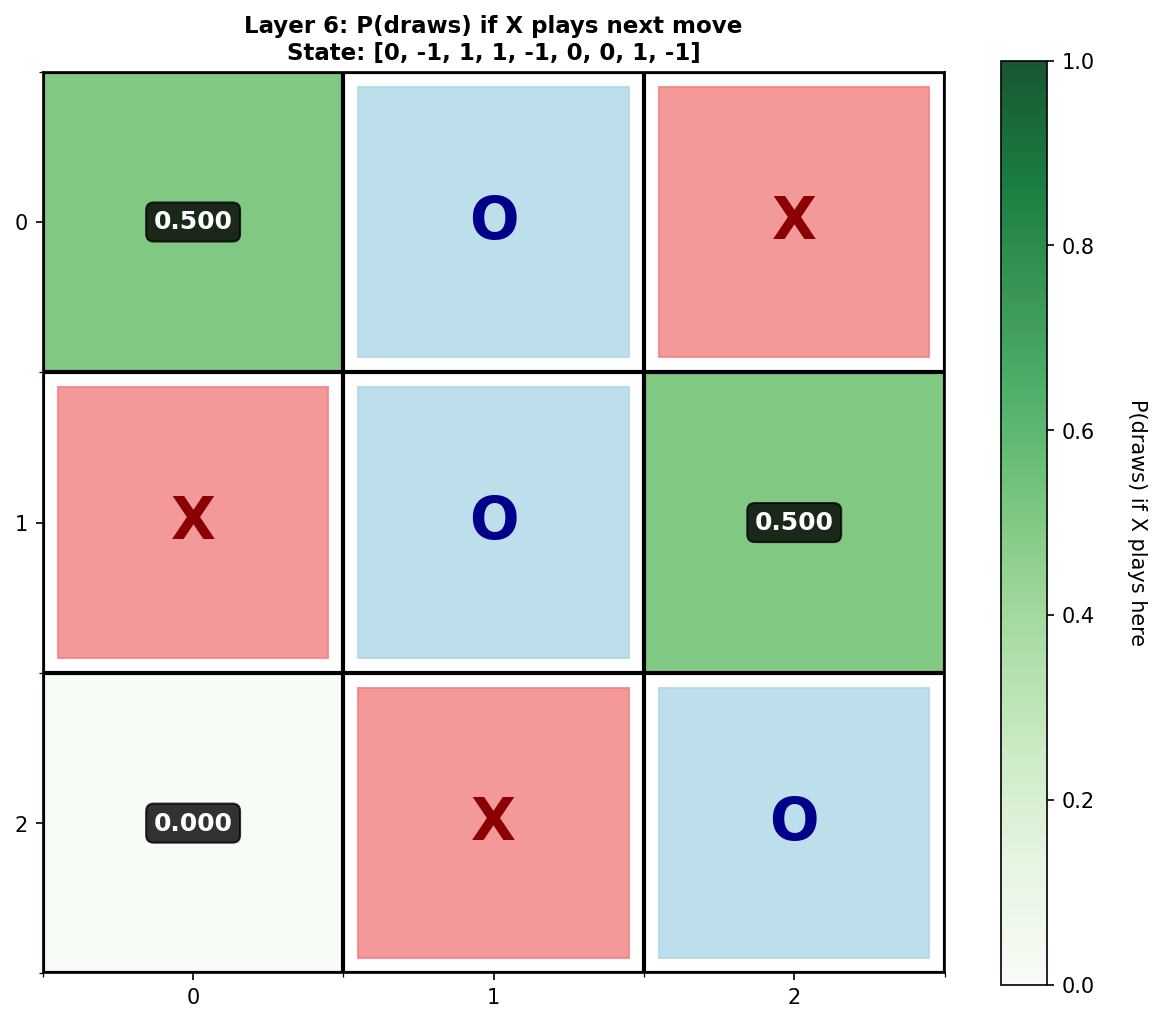 Layer 6: P(draws) if X plays next move
State: [0, -1, 1, 1, -1, 0, 0, 1, -1]
0.500
O
X
X
O
0.500
0.000
X
O
0
1
2
0
1
2
1.0
0.8
0.6
0.4
0.2
0.0
P(draws) if X plays here